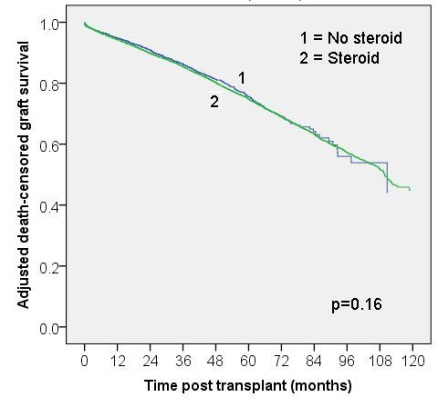 1 = No steroid
2 = Steroid
1
2
p=0.16
Adjusted death-censored graft survival
1.0
0.8
0.6
0.4
0.2
0.0
0 12 24 36 48 60 72 84 96 108 120
Time post transplant (months)